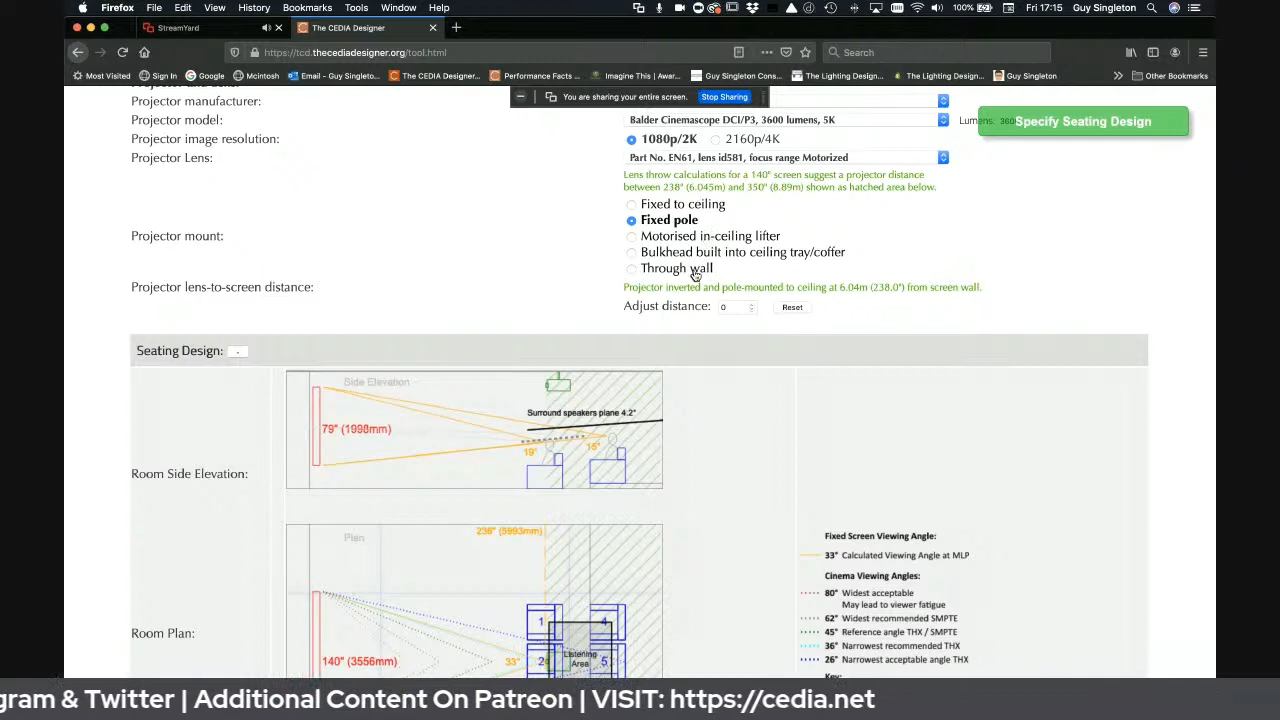 Firefox File Edit View History Bookmarks Profiles Tools Window Help 100% Fri 17:15 Guy Singleton
StreamYard The CEDIA Designer
https://tcd.thecediadesigner.org/tool.html Search
Most Visited Sign In Google Mcintosh Email - Guy Singleto... The CEDIA Designer... Performance Facts ... Imagine This | Awar... Guy Singleton Cons... The Lighting Design... The Lighting Design... Guy Singleton Other Bookmarks
You are sharing your entire screen. Stop Sharing
Projector manufacturer:
Projector model: Balder Cinemascope DCI/P3, 3600 lumens, 5K Lumens: 360
Specify Seating Design
Projector image resolution: 1080p/2K 2160p/4K
Projector Lens: Part No. EN61, lens id581, focus range Motorized
Lens throw calculations for a 140" screen suggest a projector distance
between 238" (6.045m) and 350" (8.89m) shown as hatched area below.
Fixed to ceiling
Fixed pole
Projector mount: Motorised in-ceiling lifter
Bulkhead built into ceiling tray/coffer
Through wall
Projector lens-to-screen distance: Projector inverted and pole-mounted to ceiling at 6.04m (238.0") from screen wall.
Adjust distance: 0 Reset
Seating Design: -
Side Elevation
Surround speakers plane 4.2°
79" (1998mm)
19° 15°
Room Side Elevation:
236" (5993mm)
Plan
Fixed Screen Viewing Angle:
33° Calculated Viewing Angle at MLP
Cinema Viewing Angles:
80° Widest acceptable
May lead to viewer fatigue
62° Widest recommended SMPTE
45° Reference angle THX / SMPTE
36° Narrowest recommended THX
26° Narrowest acceptable angle THX
Key:
Room Plan:
1 4
140" (3556mm) 33° 2 Listening Area 5
gram & Twitter | Additional Content On Patreon | VISIT: https://cedia.net